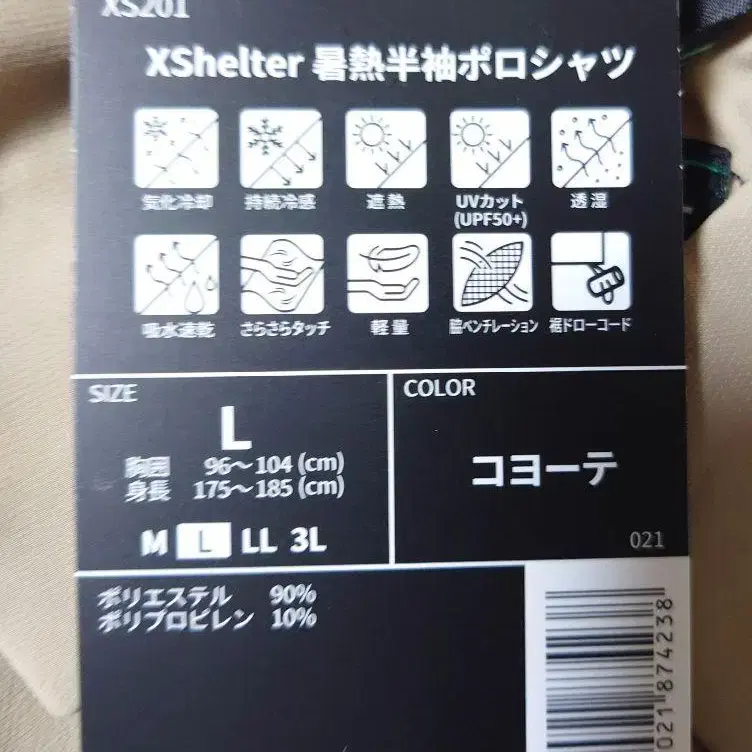 XS201
XShelter 暑熱半袖ポロシャツ
気化冷却 持続冷感 遮熱 UVカット 透湿
(UPF50+)
吸水速乾 さらさらタッチ 軽量 脇ベンチレーション 裾ドローコード
SIZE
L
胸囲 96～104 (cm)
身長 175～185 (cm)
M L LL 3L
COLOR
コヨーテ
021
ポリエステル 90%
ポリプロピレン 10%
021 874238